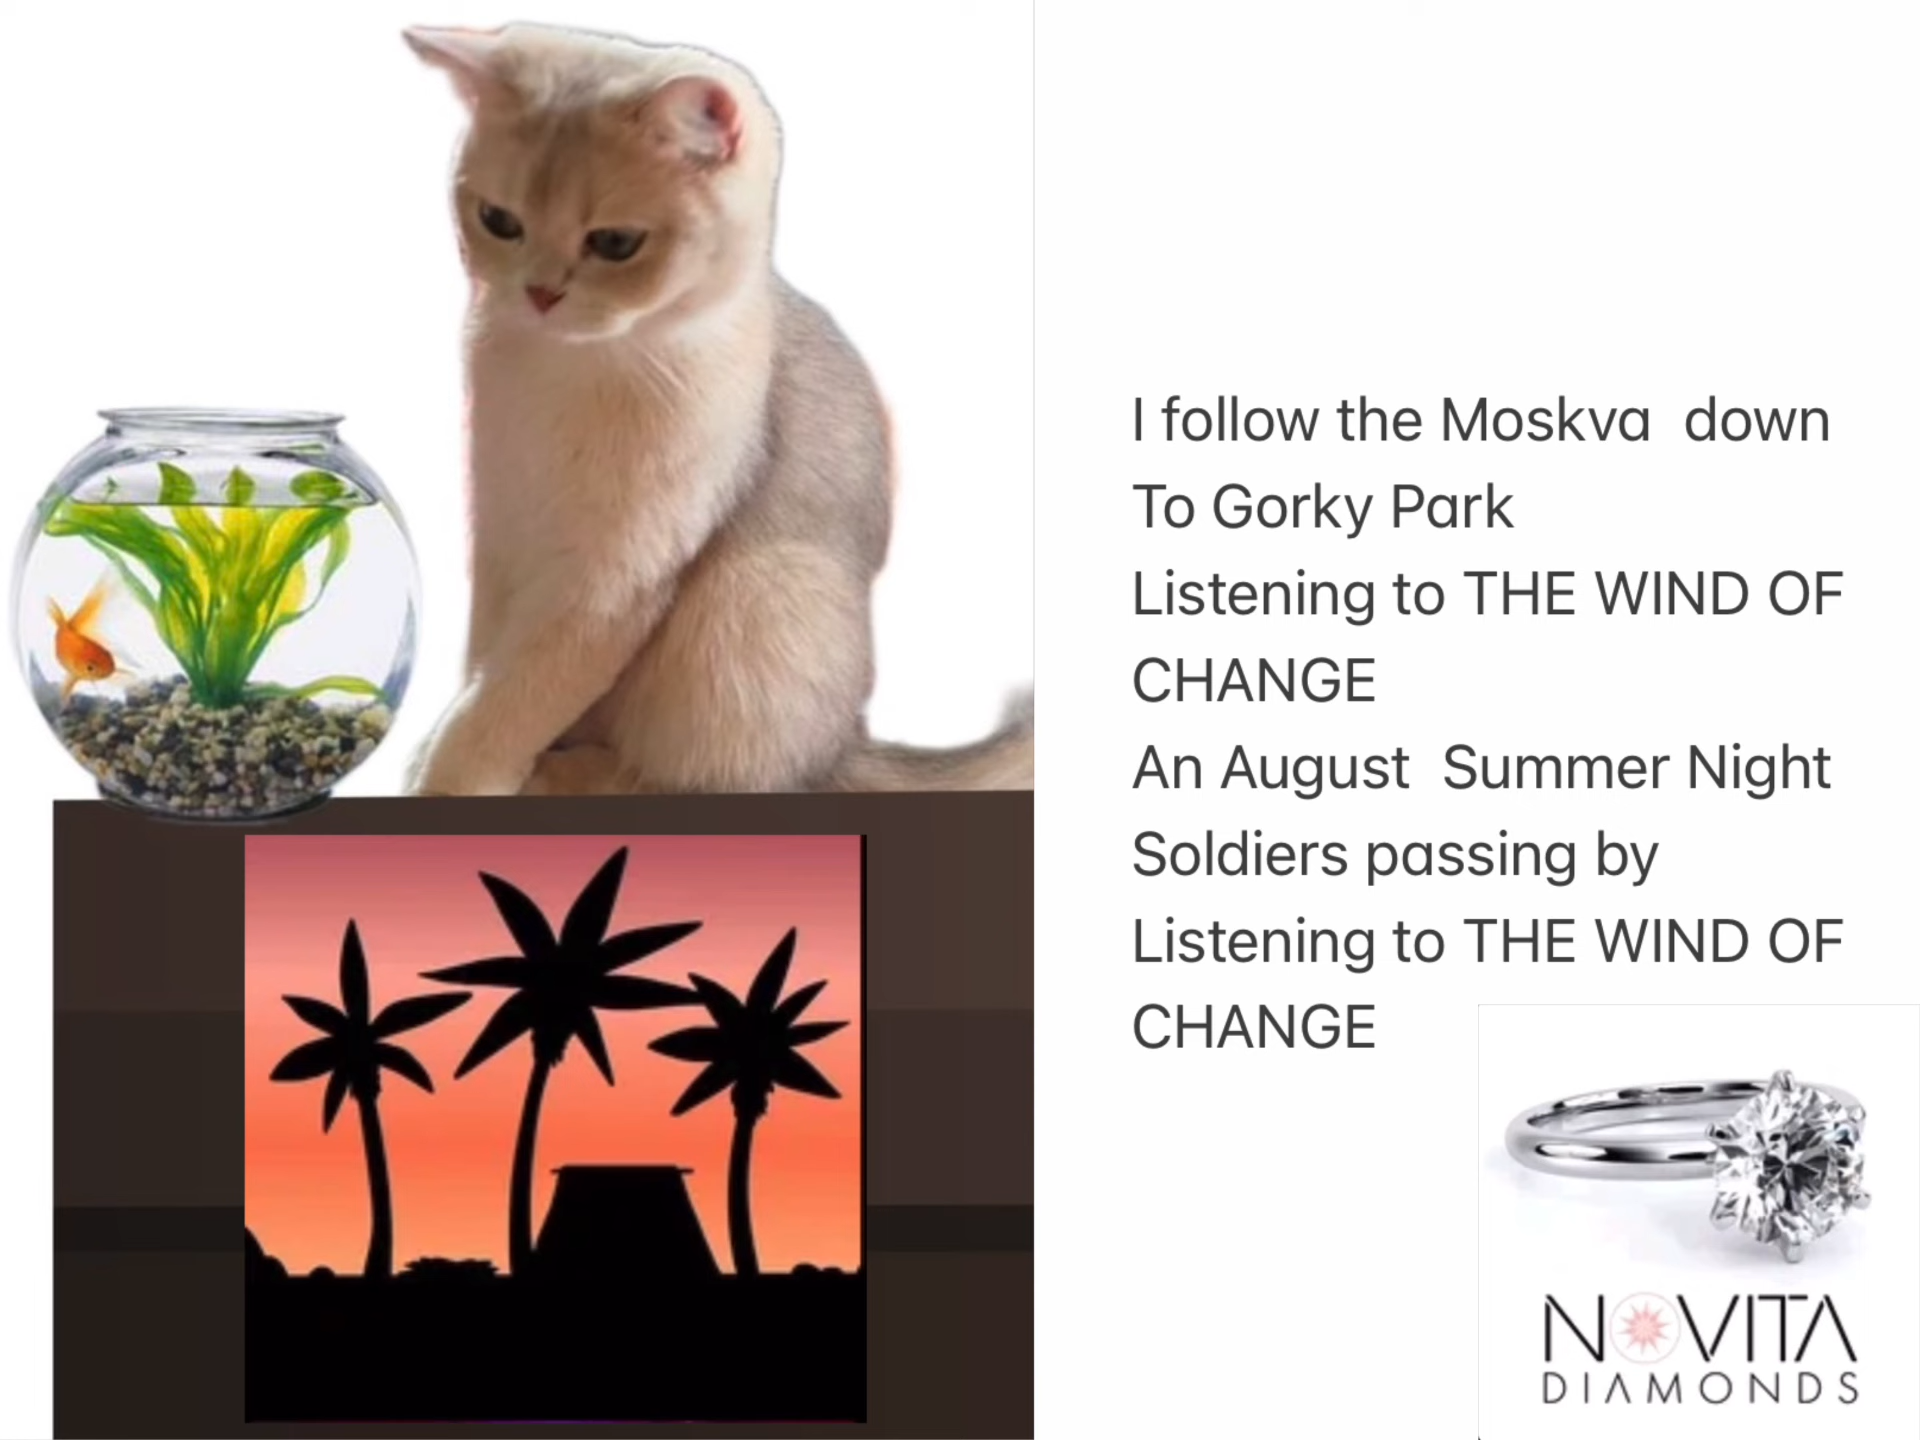 I follow the Moskva  down
To Gorky Park
Listening to THE WIND OF
CHANGE
An August  Summer Night
Soldiers passing by
Listening to THE WIND OF
CHANGE
NOVITA
DIAMONDS